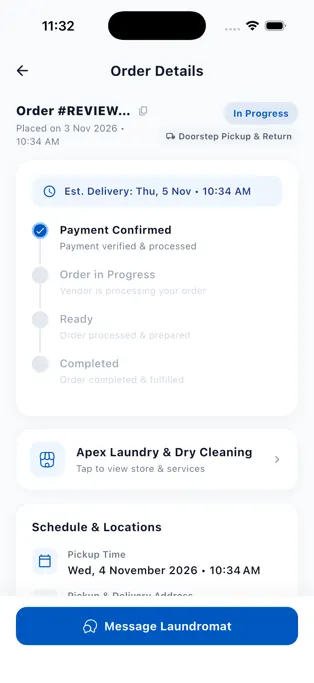 11:32
Order Details
Order #REVIEW...
In Progress
Placed on 3 Nov 2026 •
10:34 AM
Doorstep Pickup & Return
Est. Delivery: Thu, 5 Nov • 10:34 AM
Payment Confirmed
Payment verified & processed
Order in Progress
Vendor is processing your order
Ready
Order processed & prepared
Completed
Order completed & fulfilled
Apex Laundry & Dry Cleaning
Tap to view store & services
Schedule & Locations
Pickup Time
Wed, 4 November 2026 • 10:34 AM
Pickup & Delivery Address
Message Laundromat